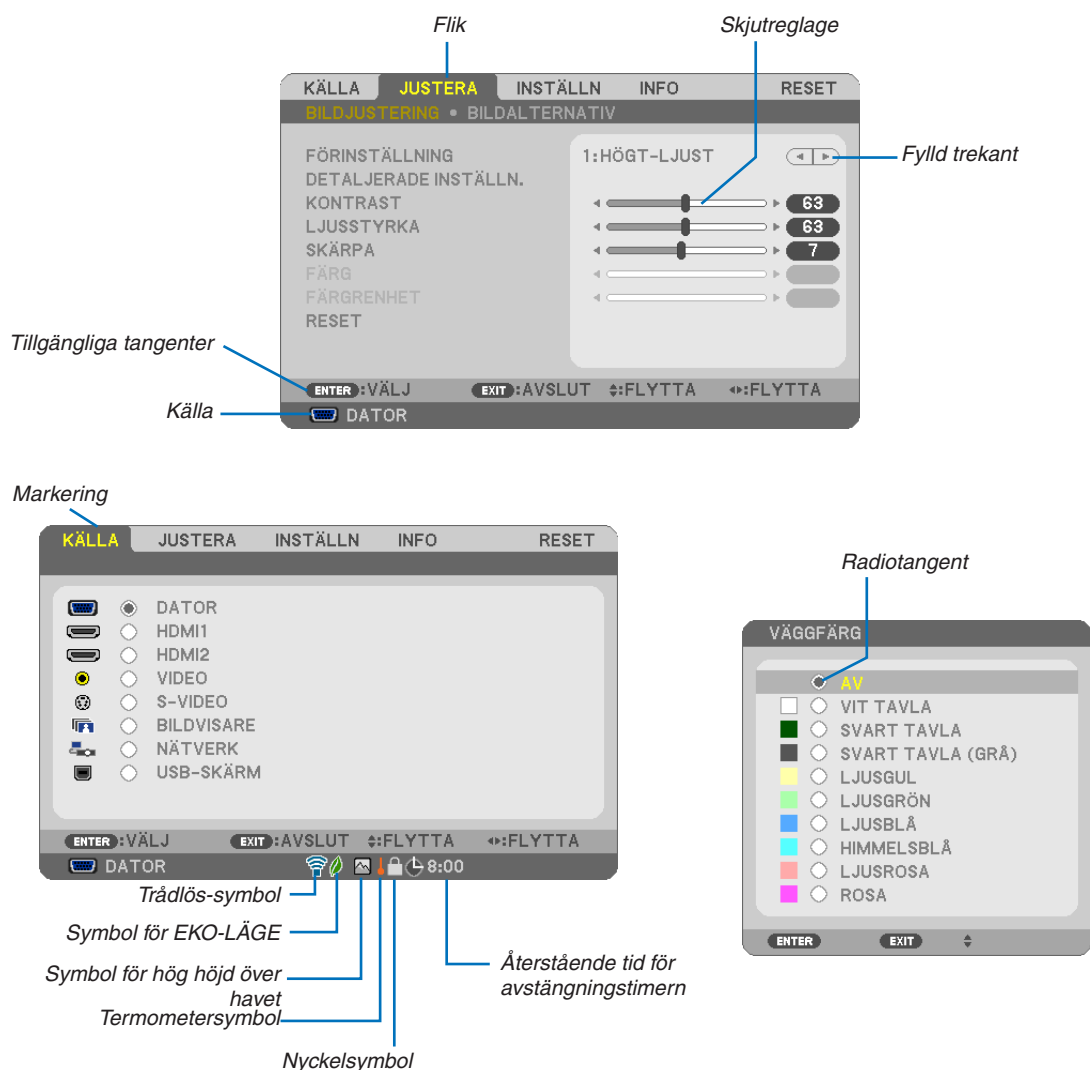 Flik
Skjutreglage
KÄLLA JUSTERA INSTÄLLN INFO RESET
BILDJUSTERING • BILDALTERNATIV
FÖRINSTÄLLNING 1:HÖGT-LJUST
Fylld trekant
DETALJERADE INSTÄLLN.
KONTRAST 63
LJUSSTYRKA 63
SKÄRPA 7
FÄRG
FÄRGRENHET
RESET
Tillgängliga tangenter
ENTER:VÄLJ EXIT:AVSLUT :FLYTTA :FLYTTA
Källa
DATOR
Markering
KÄLLA JUSTERA INSTÄLLN INFO RESET
DATOR
HDMI1
HDMI2
VIDEO
S-VIDEO
BILDVISARE
NÄTVERK
USB-SKÄRM
ENTER:VÄLJ EXIT:AVSLUT :FLYTTA :FLYTTA
DATOR 8:00
Trådlös-symbol
Symbol för EKO-LÄGE
Symbol för hög höjd över
havet
Termometersymbol
Nyckelsymbol
Återstående tid för
avstängningstimern
Radiotangent
VÄGGFÄRG
AV
VIT TAVLA
SVART TAVLA
SVART TAVLA (GRÅ)
LJUSGUL
LJUSGRÖN
LJUSBLÅ
HIMMELSBLÅ
LJUSROSA
ROSA
ENTER EXIT